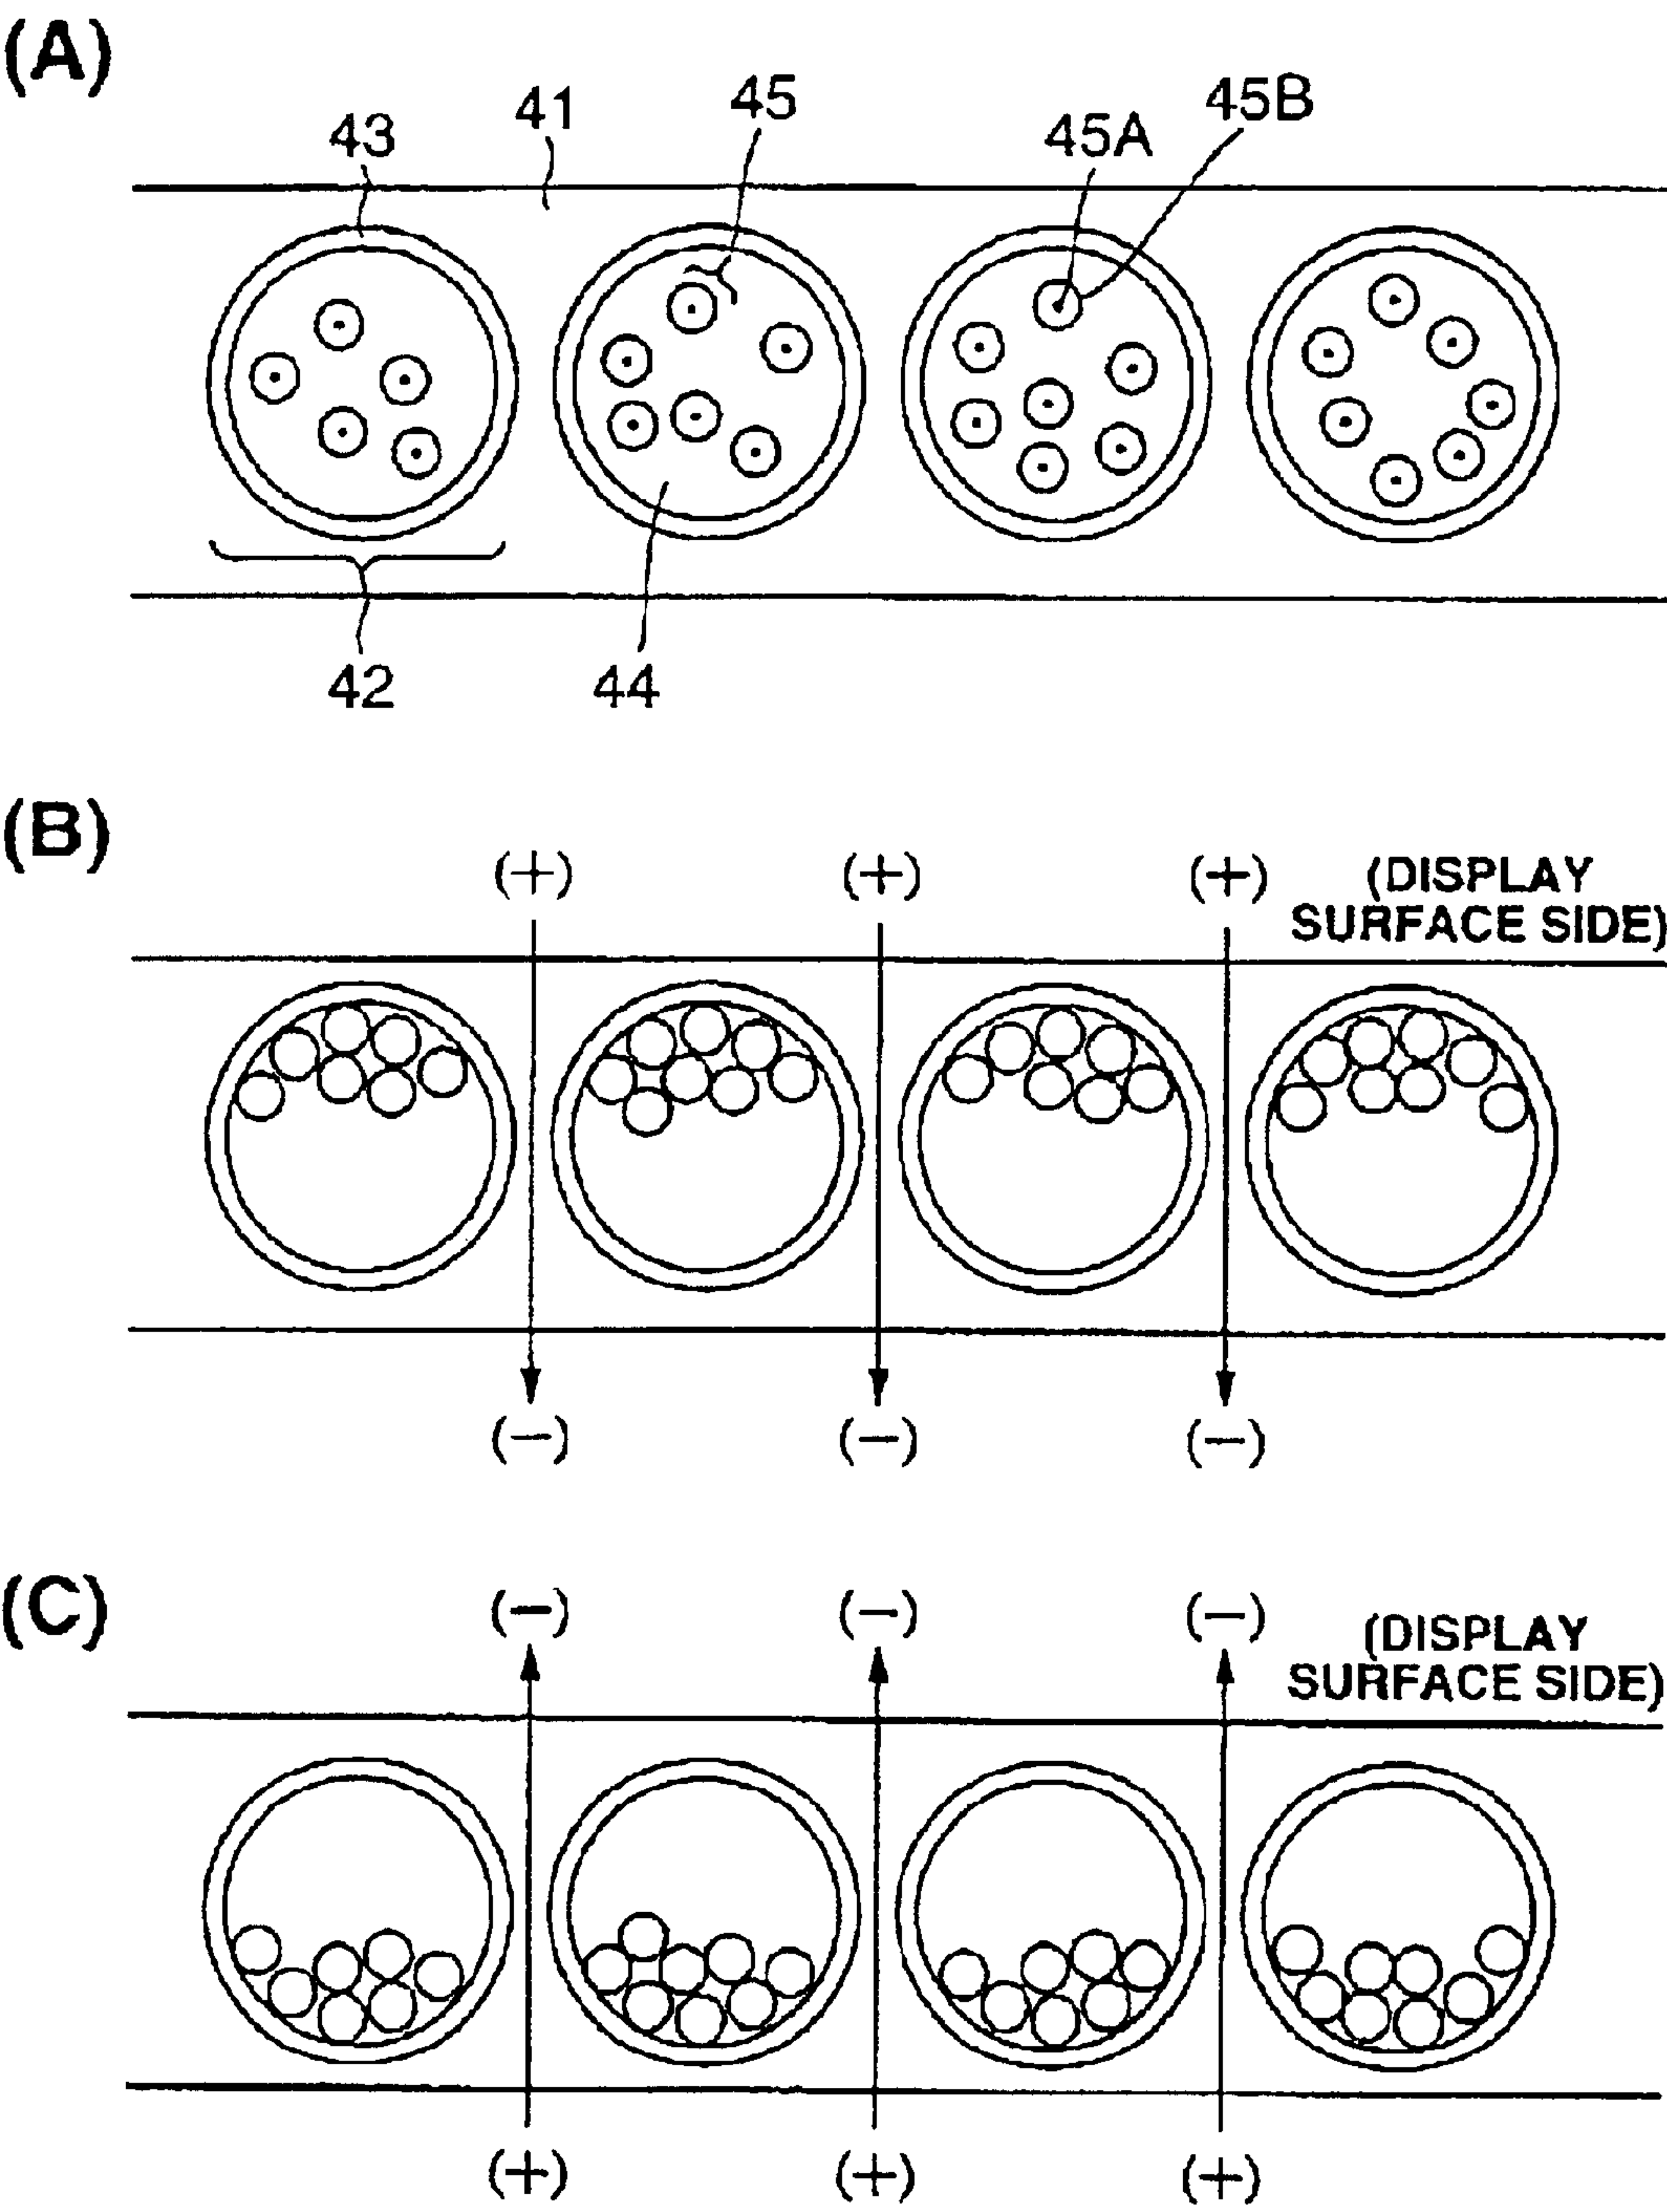 (A)
43
41
45
45A
45B
42
44
(B)
(+) (+) (+)
(DISPLAY
SURFACE SIDE)
(−) (−) (−)
(C)
(−) (−) (−)
(DISPLAY
SURFACE SIDE)
(+) (+) (+)